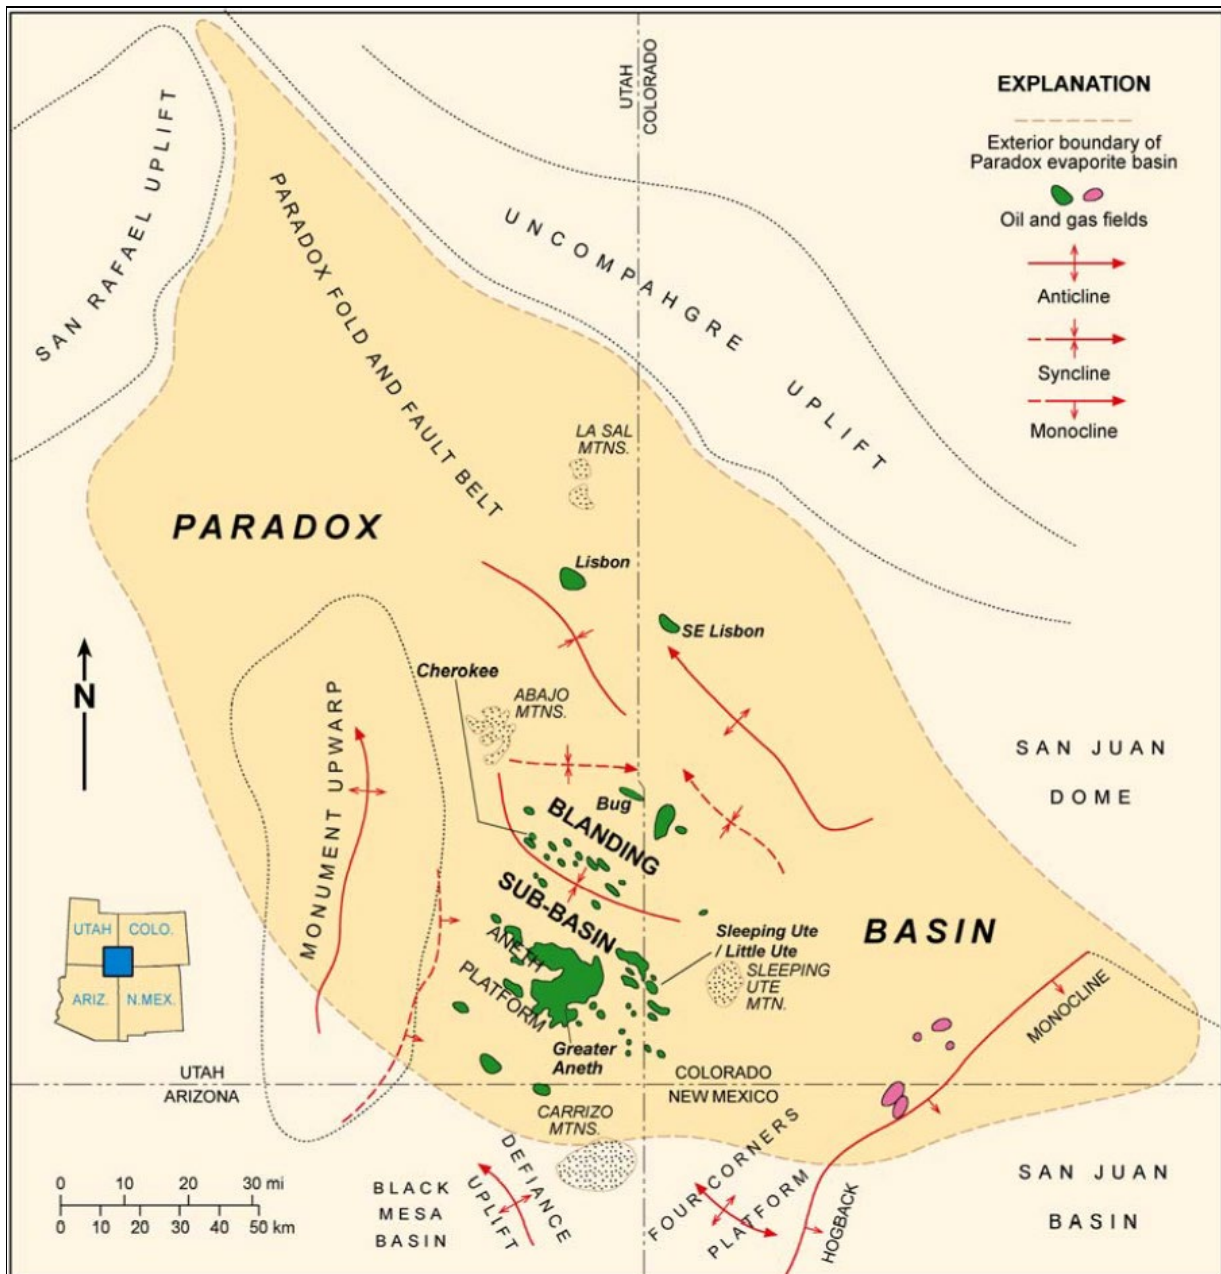 UTAH
COLORADO
EXPLANATION
Exterior boundary of
Paradox evaporite basin
Oil and gas fields
Anticline
Syncline
Monocline
SAN RAFAEL UPLIFT
PARADOX FOLD AND FAULT BELT
UNCOMPAHGRE UPLIFT
LA SAL
MTNS.
PARADOX
Lisbon
SE Lisbon
Cherokee
ABAJO
MTNS.
N
MONUMENT UPWARP
SAN JUAN
DOME
Bug
BLANDING
SUB-BASIN
BASIN
Sleeping Ute
/ Little Ute
SLEEPING
UTE
MTN.
ANETH
PLATFORM
Greater
Aneth
MONOCLINE
UTAH
COLO.
ARIZ.
N.MEX.
UTAH
ARIZONA
COLORADO
NEW MEXICO
CARRIZO
MTNS.
DEFIANCE
UPLIFT
FOUR CORNERS
PLATFORM
HOGBACK
BLACK
MESA
BASIN
SAN JUAN
BASIN
0 10 20 30 mi
0 10 20 30 40 50 km